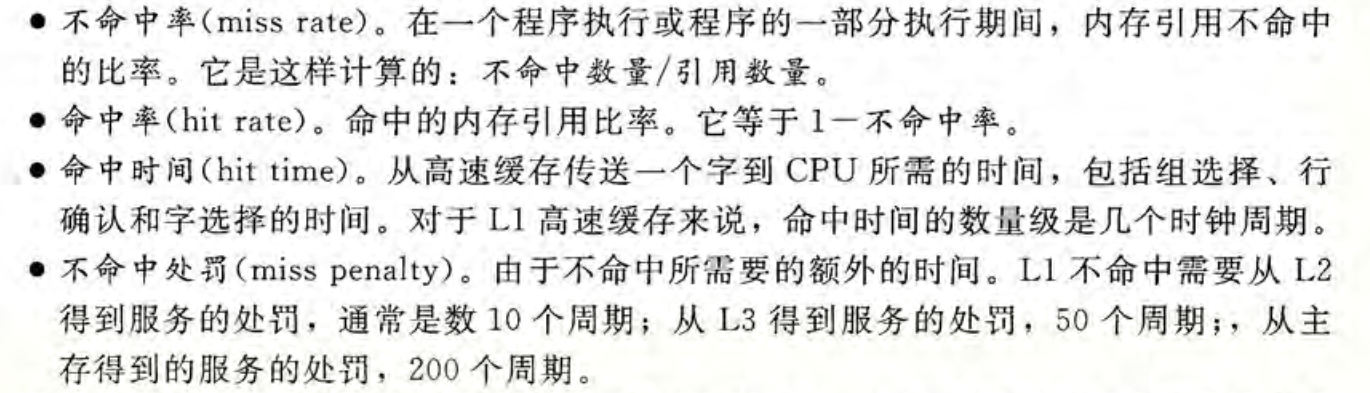 ● 不命中率(miss rate)。在一个程序执行或程序的一部分执行期间，内存引用不命中
的比率。它是这样计算的：不命中数量/引用数量。
● 命中率(hit rate)。命中的内存引用比率。它等于1－不命中率。
● 命中时间(hit time)。从高速缓存传送一个字到 CPU 所需的时间，包括组选择、行
确认和字选择的时间。对于 L1 高速缓存来说，命中时间的数量级是几个时钟周期。
● 不命中处罚(miss penalty)。由于不命中所需要的额外的时间。L1 不命中需要从 L2
得到服务的处罚，通常是数 10 个周期；从 L3 得到服务的处罚，50 个周期；，从主
存得到的服务的处罚，200 个周期。